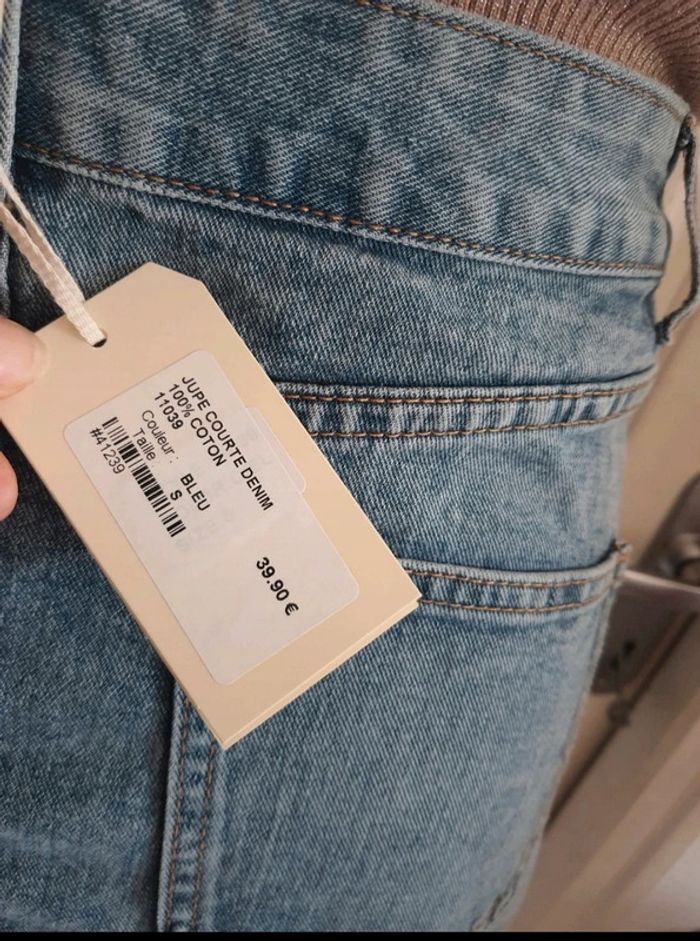 JUPE COURTE DENIM
100% COTON
11039
Couleur : BLEU
Taille : S
#41239
39.90 €